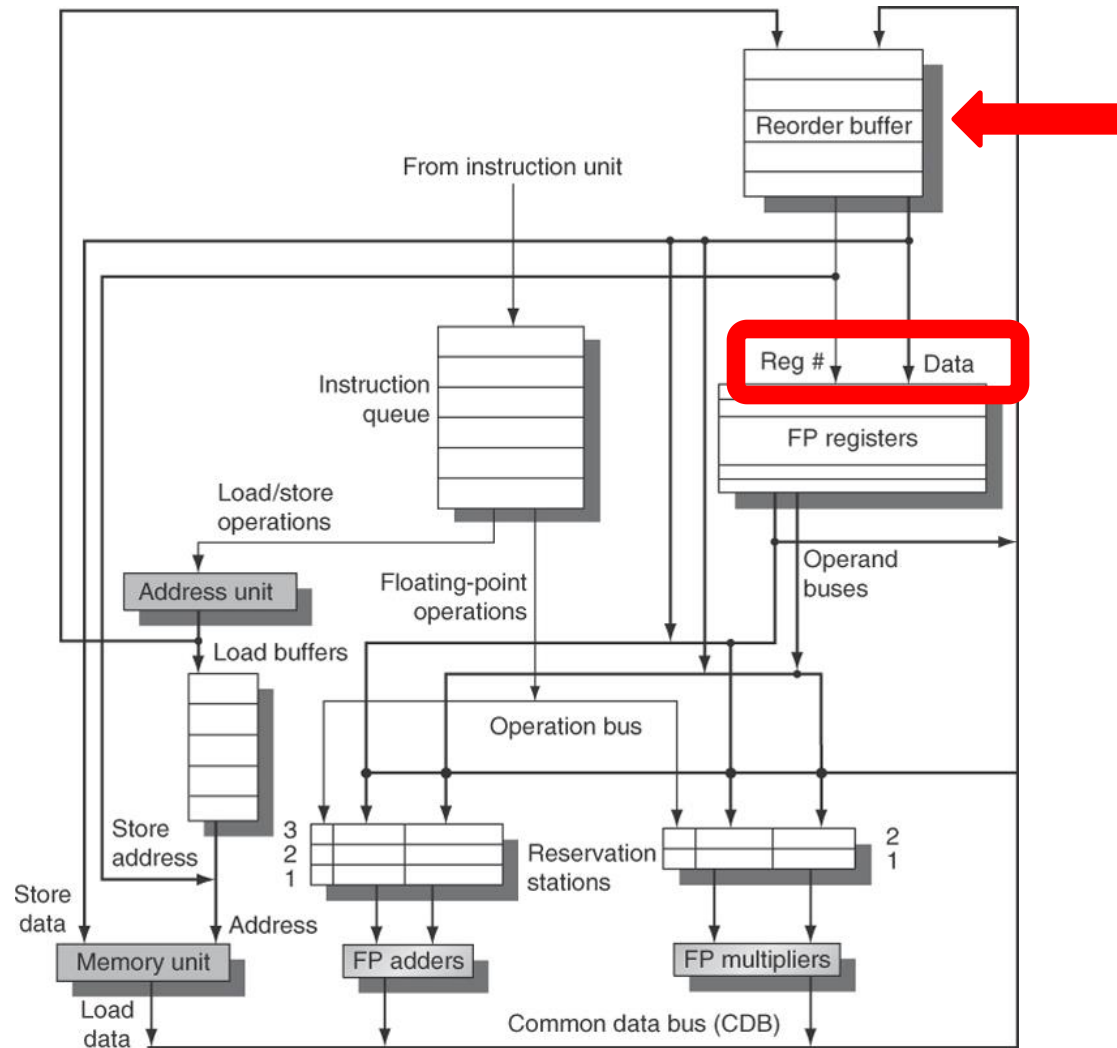 Reorder buffer
From instruction unit
Reg #
Data
Instruction
queue
FP registers
Load/store
operations
Operand
buses
Address unit
Floating-point
operations
Load buffers
Operation bus
Store
address
3
2
1
Reservation
stations
2
1
Store
data
Address
Memory unit
FP adders
FP multipliers
Load
data
Common data bus (CDB)